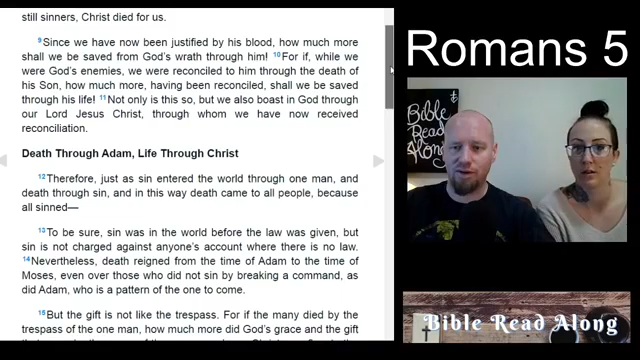 still sinners, Christ died for us.
9Since we have now been justified by his blood, how much more
shall we be saved from God's wrath through him! 10For if, while we
were God's enemies, we were reconciled to him through the death of
his Son, how much more, having been reconciled, shall we be saved
through his life! 11Not only is this so, but we also boast in God through
our Lord Jesus Christ, through whom we have now received
reconciliation.
Death Through Adam, Life Through Christ
12Therefore, just as sin entered the world through one man, and
death through sin, and in this way death came to all people, because
all sinned—
13To be sure, sin was in the world before the law was given, but
sin is not charged against anyone's account where there is no law.
14Nevertheless, death reigned from the time of Adam to the time of
Moses, even over those who did not sin by breaking a command, as
did Adam, who is a pattern of the one to come.
15But the gift is not like the trespass. For if the many died by the
trespass of the one man, how much more did God's grace and the gift
Romans 5
Bible
Read
Along
Bible Read Along